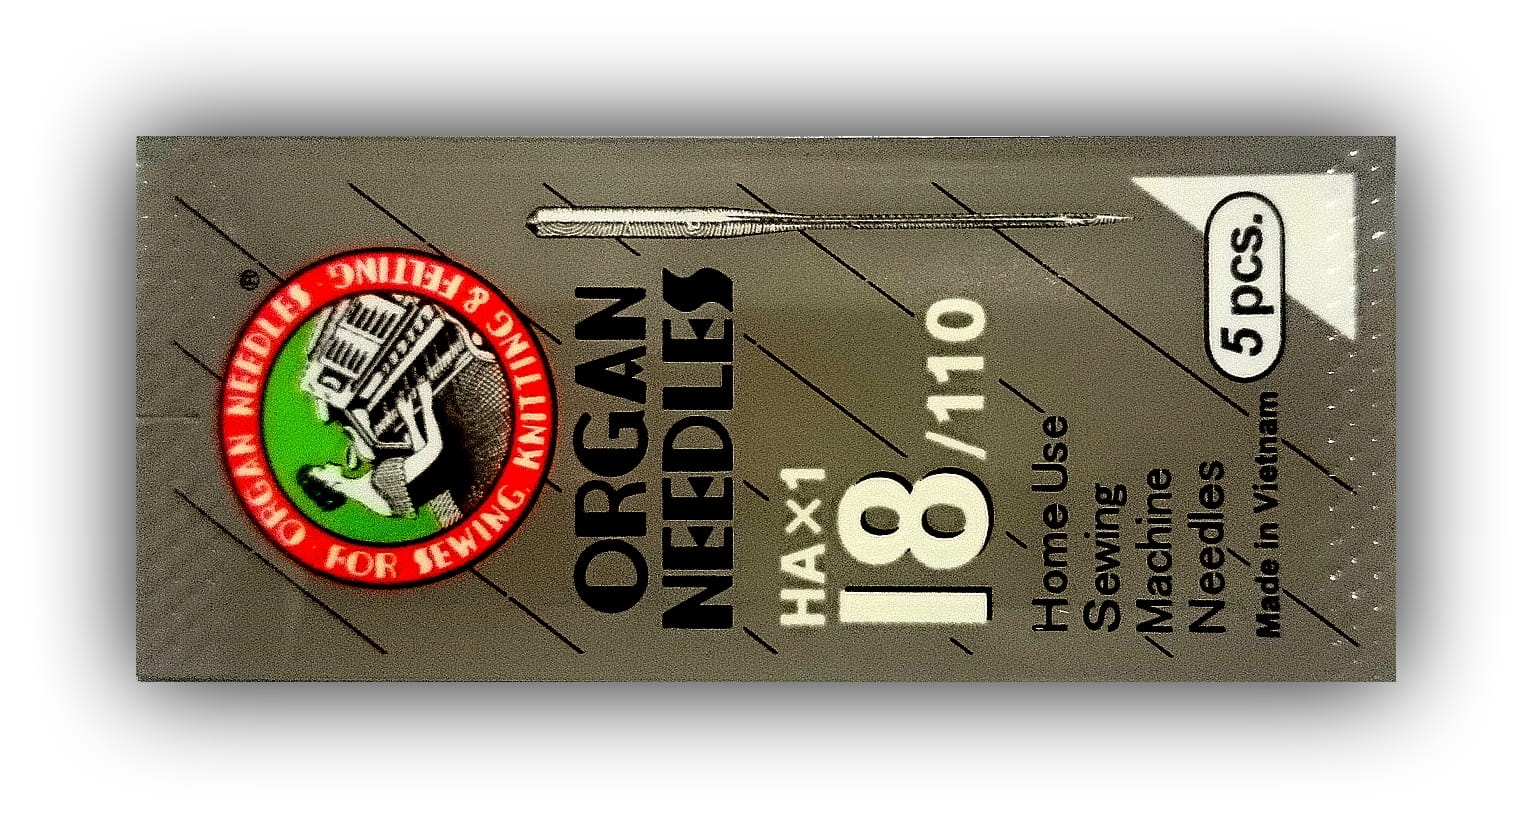 ORGAN NEEDLES
FOR SEWING, KNITTING & FELTING
®
ORGAN
NEEDLES
HA×1
18/110
Home Use
Sewing
Machine
Needles
Made in Vietnam
5 pcs.